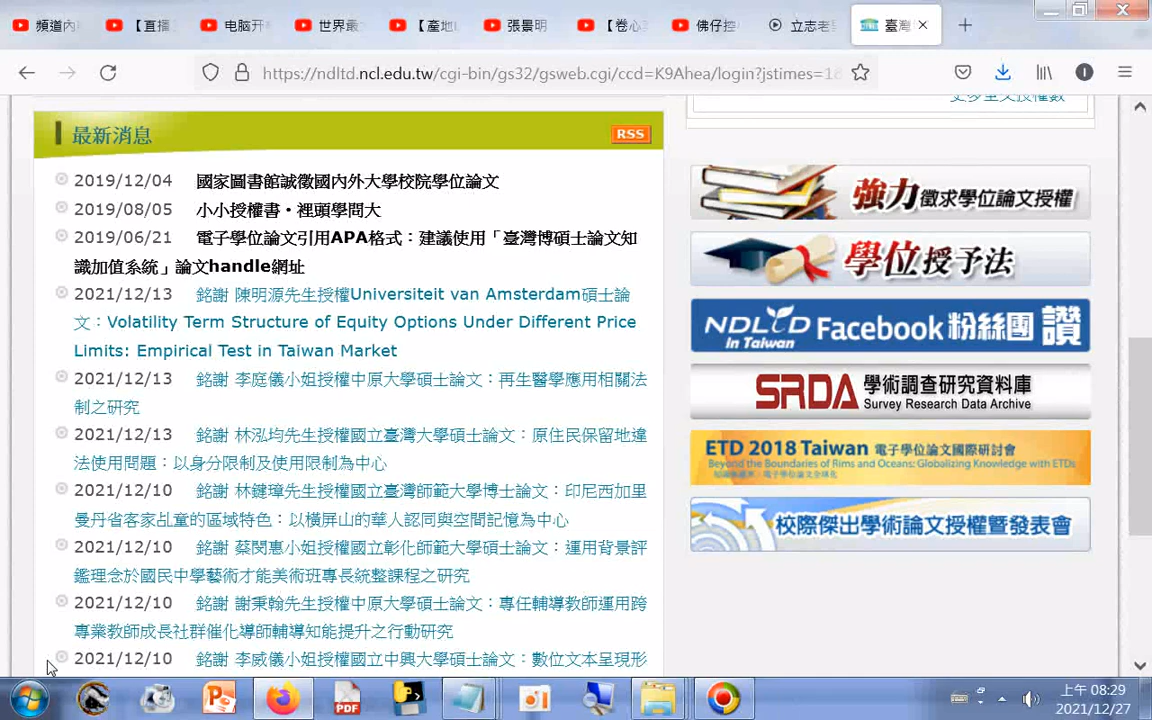 頻道內
【直播
电脑开
世界最
【產地
張景明
【卷心
佛仔控
立志老
臺灣
https://ndltd.ncl.edu.tw/cgi-bin/gs32/gsweb.cgi/ccd=K9Ahea/login?jstimes=1
更多全文授權數
最新消息
RSS
2019/12/04 國家圖書館誠徵國內外大學校院學位論文
2019/08/05 小小授權書・裡頭學問大
2019/06/21 電子學位論文引用APA格式：建議使用「臺灣博碩士論文知
識加值系統」論文handle網址
2021/12/13 銘謝 陳明源先生授權Universiteit van Amsterdam碩士論
文：Volatility Term Structure of Equity Options Under Different Price
Limits: Empirical Test in Taiwan Market
2021/12/13 銘謝 李庭儀小姐授權中原大學碩士論文：再生醫學應用相關法
制之研究
2021/12/13 銘謝 林泓均先生授權國立臺灣大學碩士論文：原住民保留地違
法使用問題：以身分限制及使用限制為中心
2021/12/10 銘謝 林鍵璋先生授權國立臺灣師範大學博士論文：印尼西加里
曼丹省客家乩童的區域特色：以橫屏山的華人認同與空間記憶為中心
2021/12/10 銘謝 蔡閔惠小姐授權國立彰化師範大學碩士論文：運用背景評
鑑理念於國民中學藝術才能美術班專長統整課程之研究
2021/12/10 銘謝 謝秉翰先生授權中原大學碩士論文：專任輔導教師運用跨
專業教師成長社群催化導師輔導知能提升之行動研究
2021/12/10 銘謝 李威儀小姐授權國立中興大學碩士論文：數位文本呈現形
強力徵求學位論文授權
學位授予法
NDLTD Facebook 粉絲團 讚
In Taiwan
SRDA 學術調查研究資料庫
Survey Research Data Archive
ETD 2018 Taiwan 電子學位論文國際研討會
Beyond the Boundaries of Rims and Oceans: Globalizing Knowledge with ETDs
校際傑出學術論文授權暨發表會
PDF
上午 08:29
2021/12/27